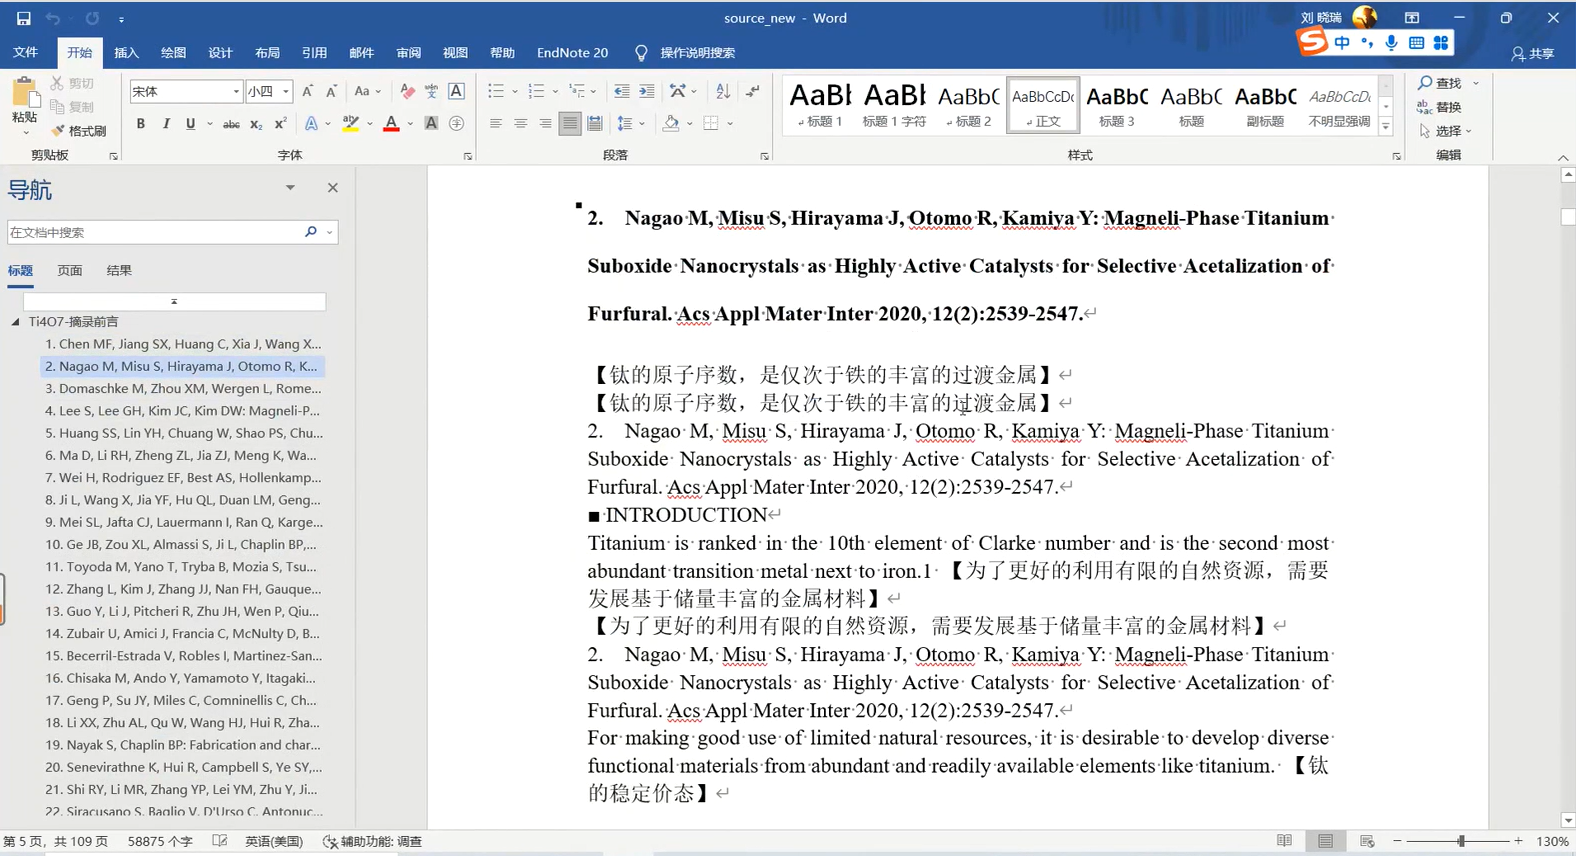 source_new - Word
刘 晓瑞
文件 开始 插入 绘图 设计 布局 引用 邮件 审阅 视图 帮助 EndNote 20 操作说明搜索
中
共享
粘贴
剪切
复制
格式刷
剪贴板
宋体 小四
字体
段落
AaBl 标题 1
AaBl 标题 1 字符
AaBbC 标题 2
AaBbCcDc 正文
AaBbC 标题 3
AaBbC 标题
AaBbC 副标题
AaBbCcDc 不明显强调
样式
查找
替换
选择
编辑
导航
在文档中搜索
标题 页面 结果
Ti4O7-摘录前言
1. Chen MF, Jiang SX, Huang C, Xia J, Wang X...
2. Nagao M, Misu S, Hirayama J, Otomo R, K...
3. Domaschke M, Zhou XM, Wergen L, Rome...
4. Lee S, Lee GH, Kim JC, Kim DW: Magneli-P...
5. Huang SS, Lin YH, Chuang W, Shao PS, Chu...
6. Ma D, Li RH, Zheng ZL, Jia ZJ, Meng K, Wa...
7. Wei H, Rodriguez EF, Best AS, Hollenkamp...
8. Ji L, Wang X, Jia YF, Hu QL, Duan LM, Geng...
9. Mei SL, Jafta CJ, Lauermann I, Ran Q, Karge...
10. Ge JB, Zou XL, Almassi S, Ji L, Chaplin BP,...
11. Toyoda M, Yano T, Tryba B, Mozia S, Tsu...
12. Zhang L, Kim J, Zhang JJ, Nan FH, Gauque...
13. Guo Y, Li J, Pitcheri R, Zhu JH, Wen P, Qiu...
14. Zubair U, Amici J, Francia C, McNulty D, B...
15. Becerril-Estrada V, Robles I, Martinez-San...
16. Chisaka M, Ando Y, Yamamoto Y, Itagaki...
17. Geng P, Su JY, Miles C, Comninellis C, Ch...
18. Li XX, Zhu AL, Qu W, Wang HJ, Hui R, Zha...
19. Nayak S, Chaplin BP: Fabrication and char...
20. Senevirathne K, Hui R, Campbell S, Ye SY,...
21. Shi RY, Li MR, Zhang YP, Lei YM, Zhu Y, Ji...
22. Siracusano S, Baglio V, D'Urso C, Antonuc...
2. Nagao M, Misu S, Hirayama J, Otomo R, Kamiya Y: Magneli-Phase Titanium
Suboxide Nanocrystals as Highly Active Catalysts for Selective Acetalization of
Furfural. Acs Appl Mater Inter 2020, 12(2):2539-2547.
【钛的原子序数，是仅次于铁的丰富的过渡金属】
【钛的原子序数，是仅次于铁的丰富的过渡金属】
2. Nagao M, Misu S, Hirayama J, Otomo R, Kamiya Y: Magneli-Phase Titanium
Suboxide Nanocrystals as Highly Active Catalysts for Selective Acetalization of
Furfural. Acs Appl Mater Inter 2020, 12(2):2539-2547.
■ INTRODUCTION
Titanium is ranked in the 10th element of Clarke number and is the second most
abundant transition metal next to iron.1 【为了更好的利用有限的自然资源，需要
发展基于储量丰富的金属材料】
【为了更好的利用有限的自然资源，需要发展基于储量丰富的金属材料】
2. Nagao M, Misu S, Hirayama J, Otomo R, Kamiya Y: Magneli-Phase Titanium
Suboxide Nanocrystals as Highly Active Catalysts for Selective Acetalization of
Furfural. Acs Appl Mater Inter 2020, 12(2):2539-2547.
For making good use of limited natural resources, it is desirable to develop diverse
functional materials from abundant and readily available elements like titanium. 【钛
的稳定价态】
第 5 页，共 109 页 58875 个字 英语(美国) 辅助功能: 调查 130%